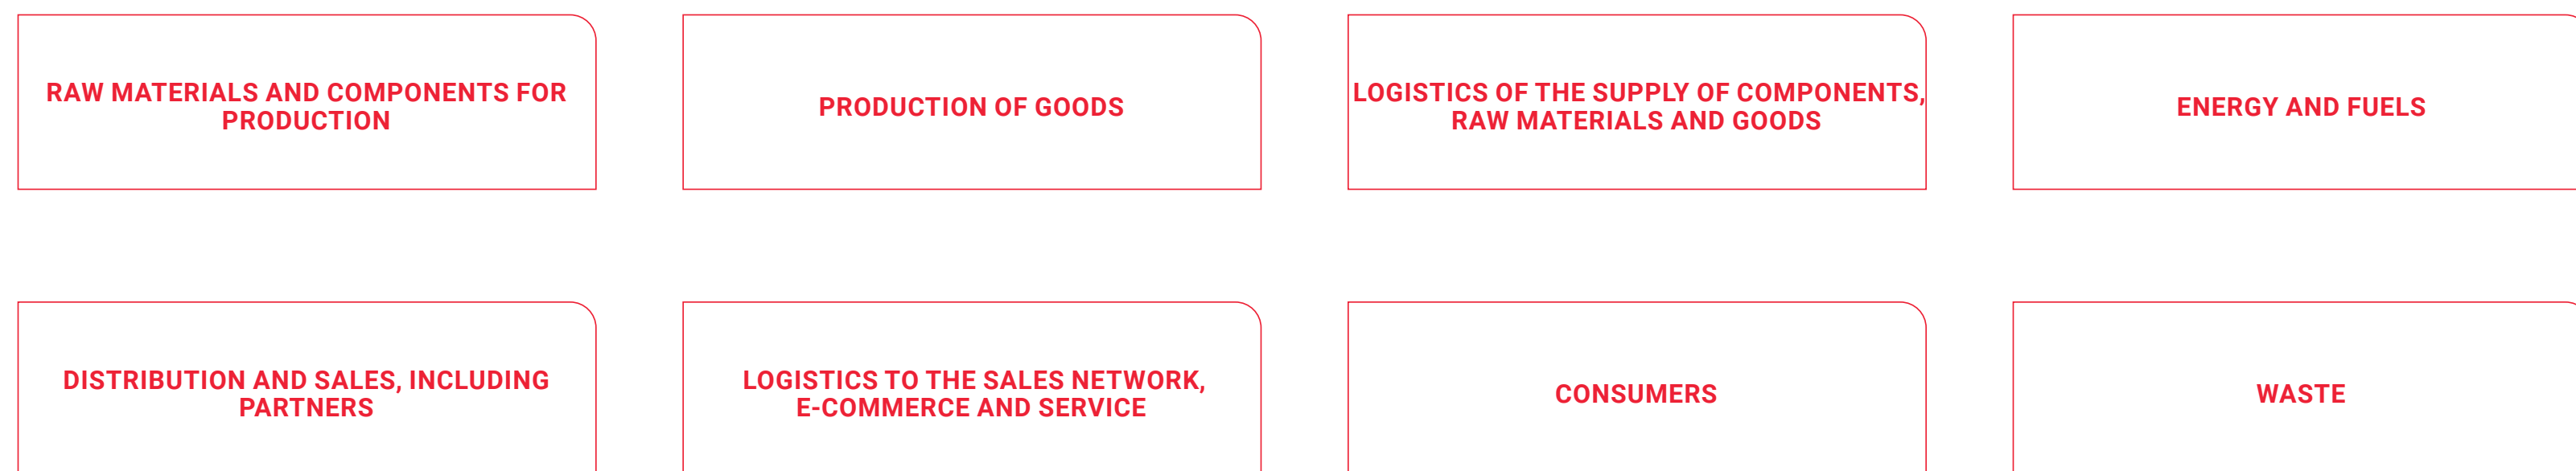 RAW MATERIALS AND COMPONENTS FOR
PRODUCTION
PRODUCTION OF GOODS
LOGISTICS OF THE SUPPLY OF COMPONENTS,
RAW MATERIALS AND GOODS
ENERGY AND FUELS
DISTRIBUTION AND SALES, INCLUDING
PARTNERS
LOGISTICS TO THE SALES NETWORK,
E-COMMERCE AND SERVICE
CONSUMERS
WASTE